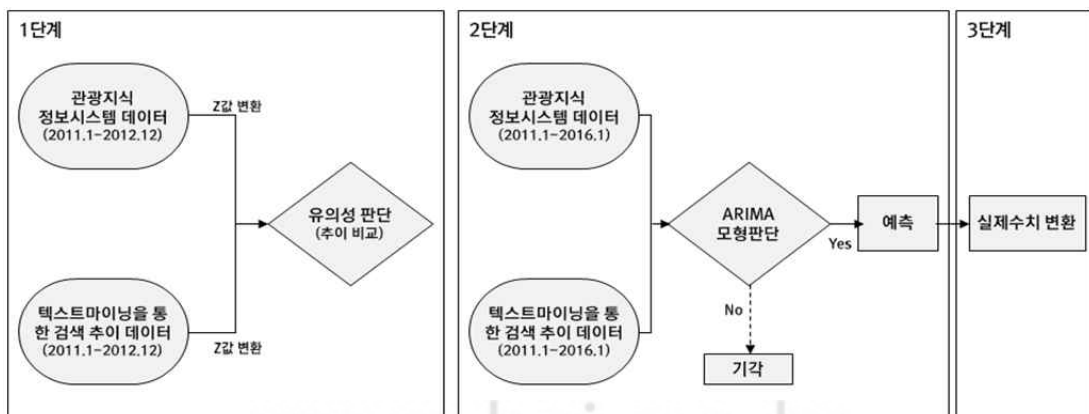 1단계
관광지식
정보시스템 데이터
(2011.1-2012.12)
Z값 변환
유의성 판단
(추이 비교)
텍스트마이닝을 통
한 검색 추이 데이터
(2011.1-2012.12)
Z값 변환
2단계
관광지식
정보시스템 데이터
(2011.1-2016.1)
텍스트마이닝을 통
한 검색 추이 데이터
(2011.1-2016.1)
ARIMA
모형판단
Yes
No
기각
예측
3단계
실제수치 변환